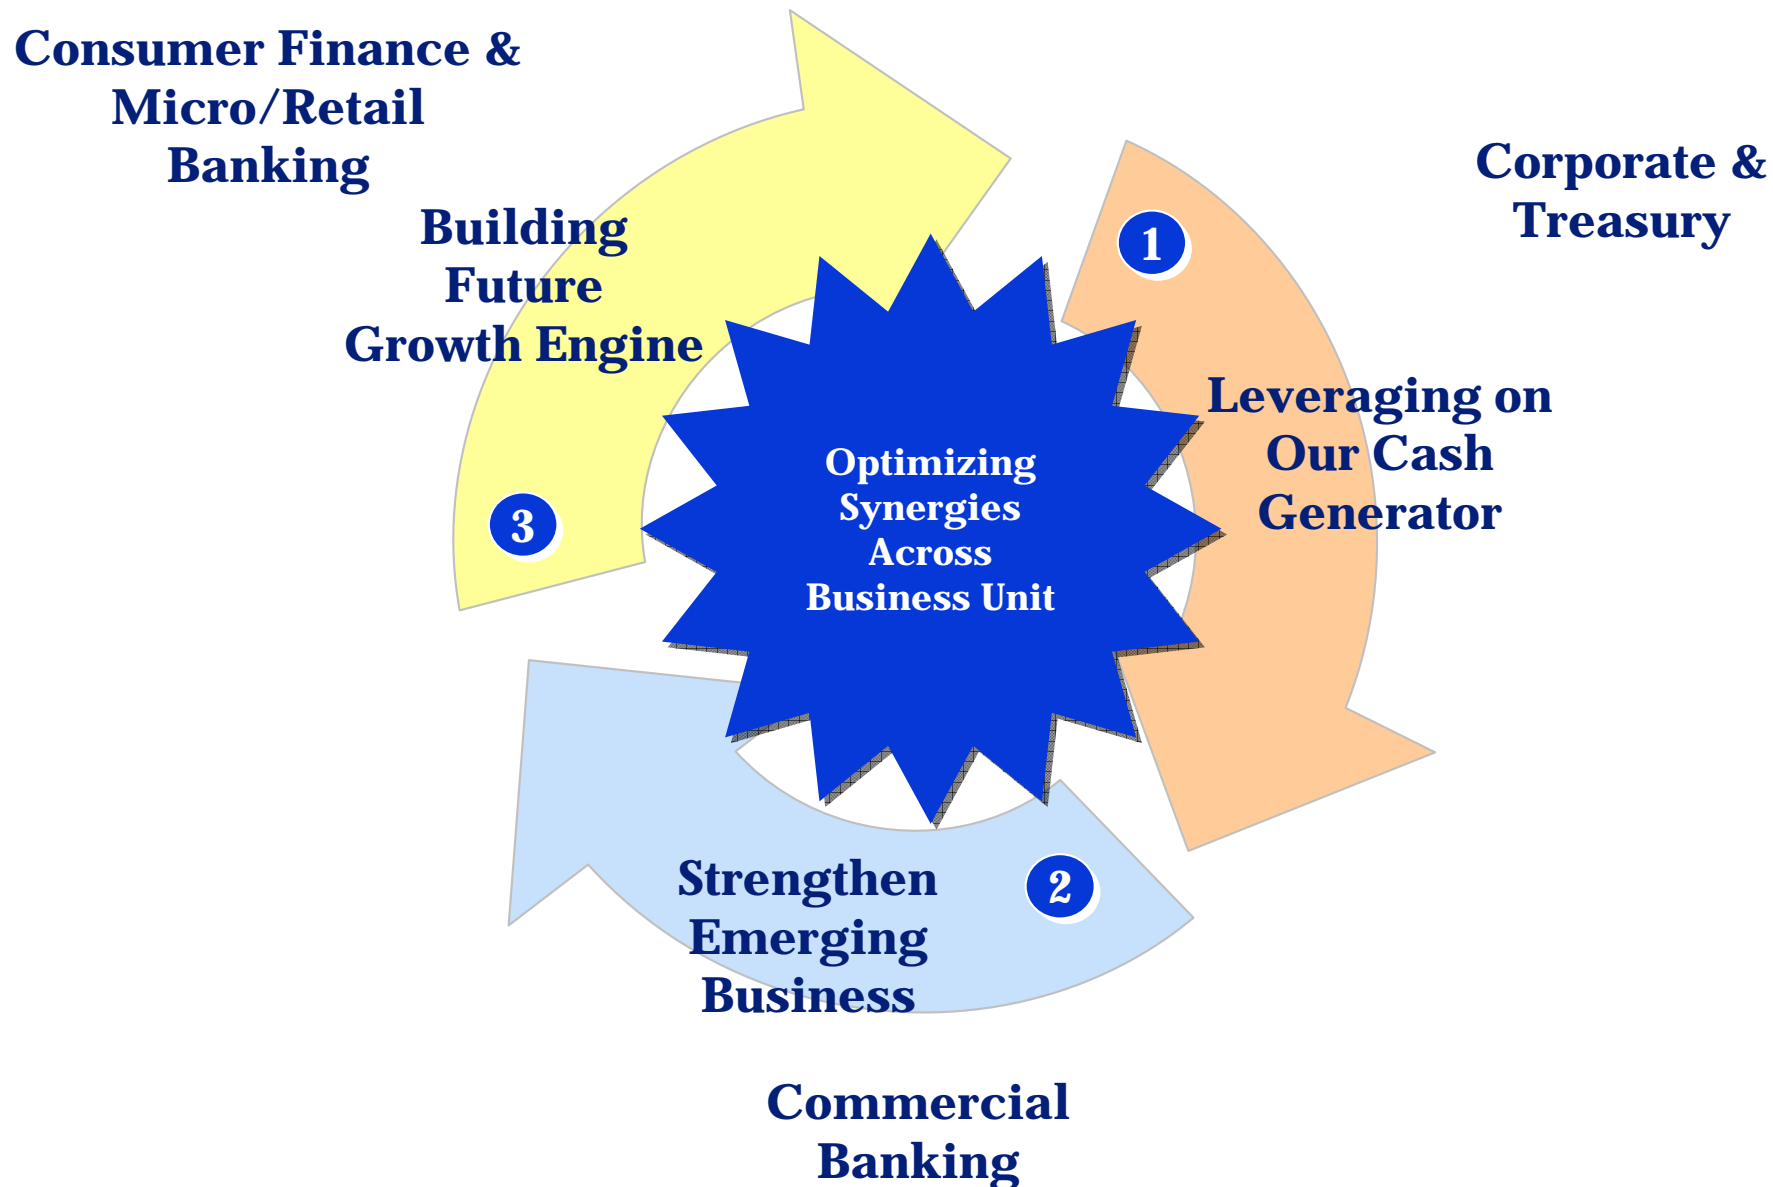 Consumer Finance &
Micro/Retail
Banking
Building
Future
Growth Engine
3
Corporate &
Treasury
1
Leveraging on
Our Cash
Generator
Optimizing
Synergies
Across
Business Unit
2
Strengthen
Emerging
Business
Commercial
Banking